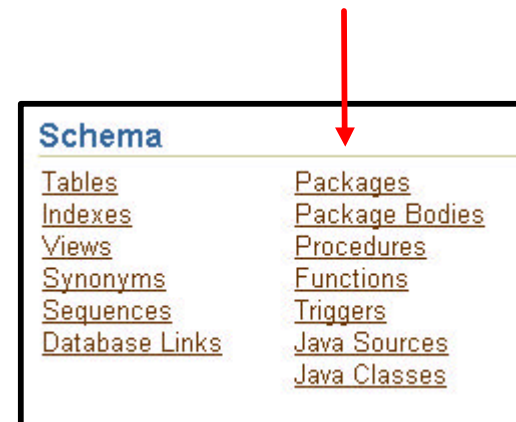 Schema
Tables
Indexes
Views
Synonyms
Sequences
Database Links
Packages
Package Bodies
Procedures
Functions
Triggers
Java Sources
Java Classes